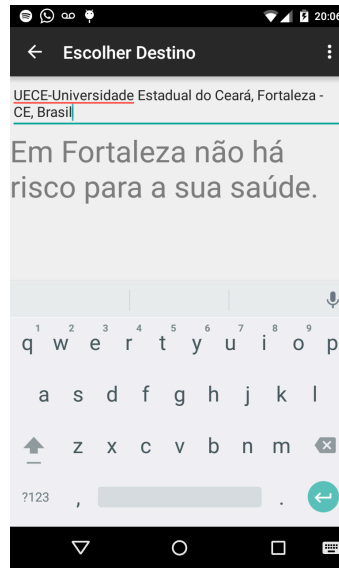 20:06
Escolher Destino
UECE-Universidade Estadual do Ceará, Fortaleza -
CE, Brasil
Em Fortaleza não há
risco para a sua saúde.
1 2 3 4 5 6 7 8 9
q w e r t y u i o p
a s d f g h j k l
z x c v b n m
?123 , .